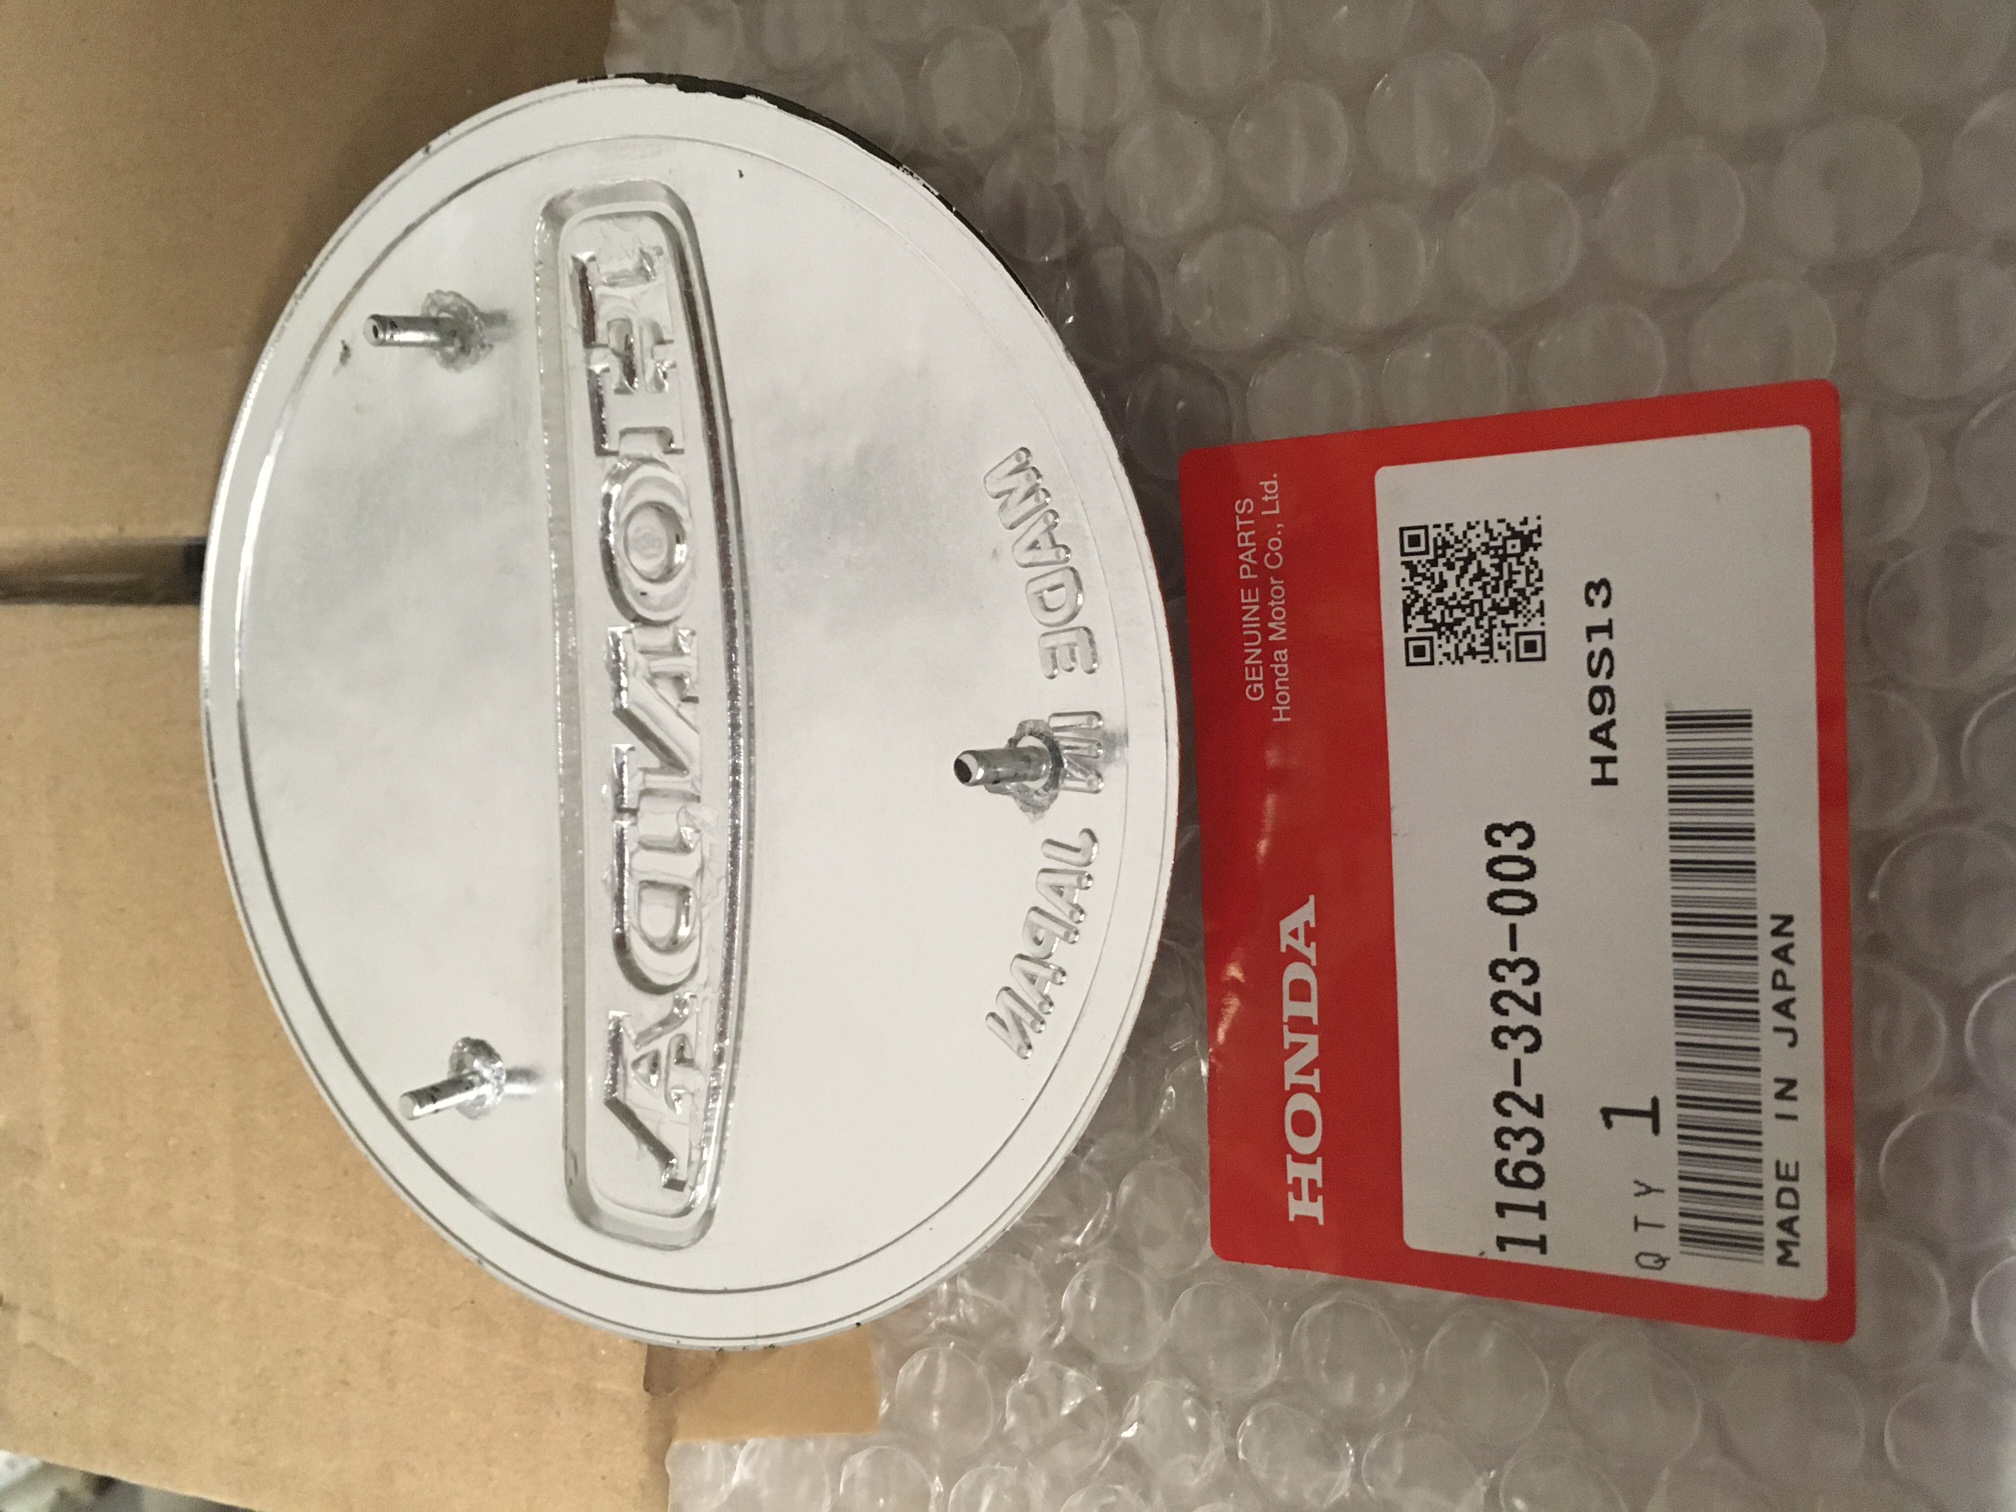 HONDA
MADE IN JAPAN
HONDA
GENUINE PARTS
Honda Motor Co., Ltd.
11632-323-003
QTY 1
HA9S13
MADE IN JAPAN